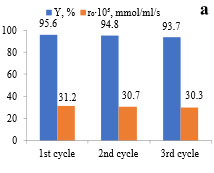 Y, % r₀·10⁶, mmol/ml/s
a
95.6 94.8 93.7
100
80
60
40
20
0
31.2 30.7 30.3
1st cycle 2nd cycle 3rd cycle